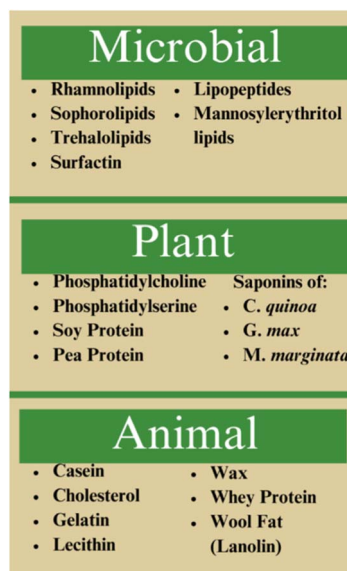 Microbial
• Rhamnolipids
• Sophorolipids
• Trehalolipids
• Surfactin
• Lipopeptides
• Mannosylerythritol
lipids
Plant
• Phosphatidylcholine
• Phosphatidylserine
• Soy Protein
• Pea Protein
Saponins of:
• C. quinoa
• G. max
• M. marginata
Animal
• Casein
• Cholesterol
• Gelatin
• Lecithin
• Wax
• Whey Protein
• Wool Fat
(Lanolin)